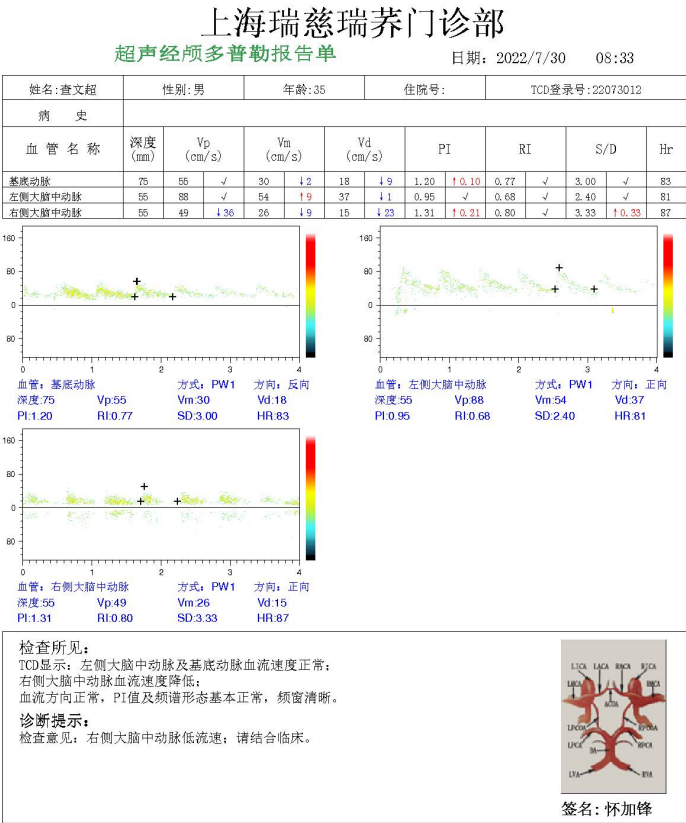 上海瑞慈瑞荞门诊部
超声经颅多普勒报告单 日期: 2022/7/30 08:33
姓名:查文超 性别:男 年龄:35 住院号: TCD登录号:22073012
病 史
血管名称 深度(mm) Vp(cm/s) Vm(cm/s) Vd(cm/s) PI RI S/D Hr
基底动脉 75 55 √ 30 ↓2 18 ↓9 1.20 ↑0.10 0.77 √ 3.00 √ 83
左侧大脑中动脉 55 88 √ 54 ↑9 37 ↓1 0.95 √ 0.68 √ 2.40 √ 81
右侧大脑中动脉 55 49 ↓36 26 ↓9 15 ↓23 1.31 ↑0.21 0.80 √ 3.33 ↑0.33 87
160
80
0
80
0 1 2 3 4
血管: 基底动脉 方式: PW1 方向: 反向
深度:75 Vp:55 Vm:30 Vd:18
PI:1.20 RI:0.77 SD:3.00 HR:83
160
80
0
80
0 1 2 3 4
血管: 左侧大脑中动脉 方式: PW1 方向: 正向
深度:55 Vp:88 Vm:54 Vd:37
PI:0.95 RI:0.68 SD:2.40 HR:81
160
80
0
80
0 1 2 3 4
血管: 右侧大脑中动脉 方式: PW1 方向: 正向
深度:55 Vp:49 Vm:26 Vd:15
PI:1.31 RI:0.80 SD:3.33 HR:87
检查所见:
TCD显示: 左侧大脑中动脉及基底动脉血流速度正常;
右侧大脑中动脉血流速度降低;
血流方向正常, PI值及频谱形态基本正常, 频窗清晰。
诊断提示:
检查意见: 右侧大脑中动脉低流速; 请结合临床。
LICA LACA RACA RICA
LMCA RMCA
ACOA
LPCOA RPCOA
LPCA RPCA
BA
LVA RVA
签名: 怀加锋